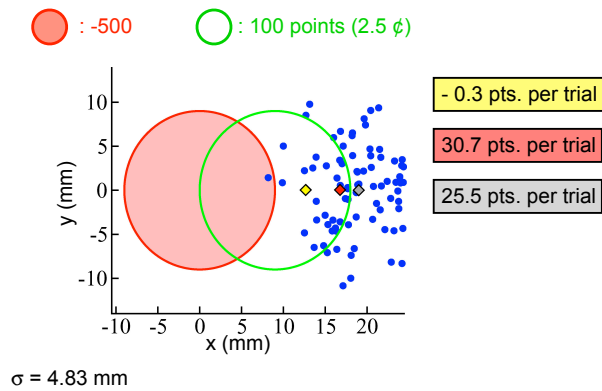 : -500
: 100 points (2.5 ¢)
10
5
0
-5
-10
y (mm)
-10 -5 0 5 10 15 20
x (mm)
- 0.3 pts. per trial
30.7 pts. per trial
25.5 pts. per trial
σ = 4.83 mm